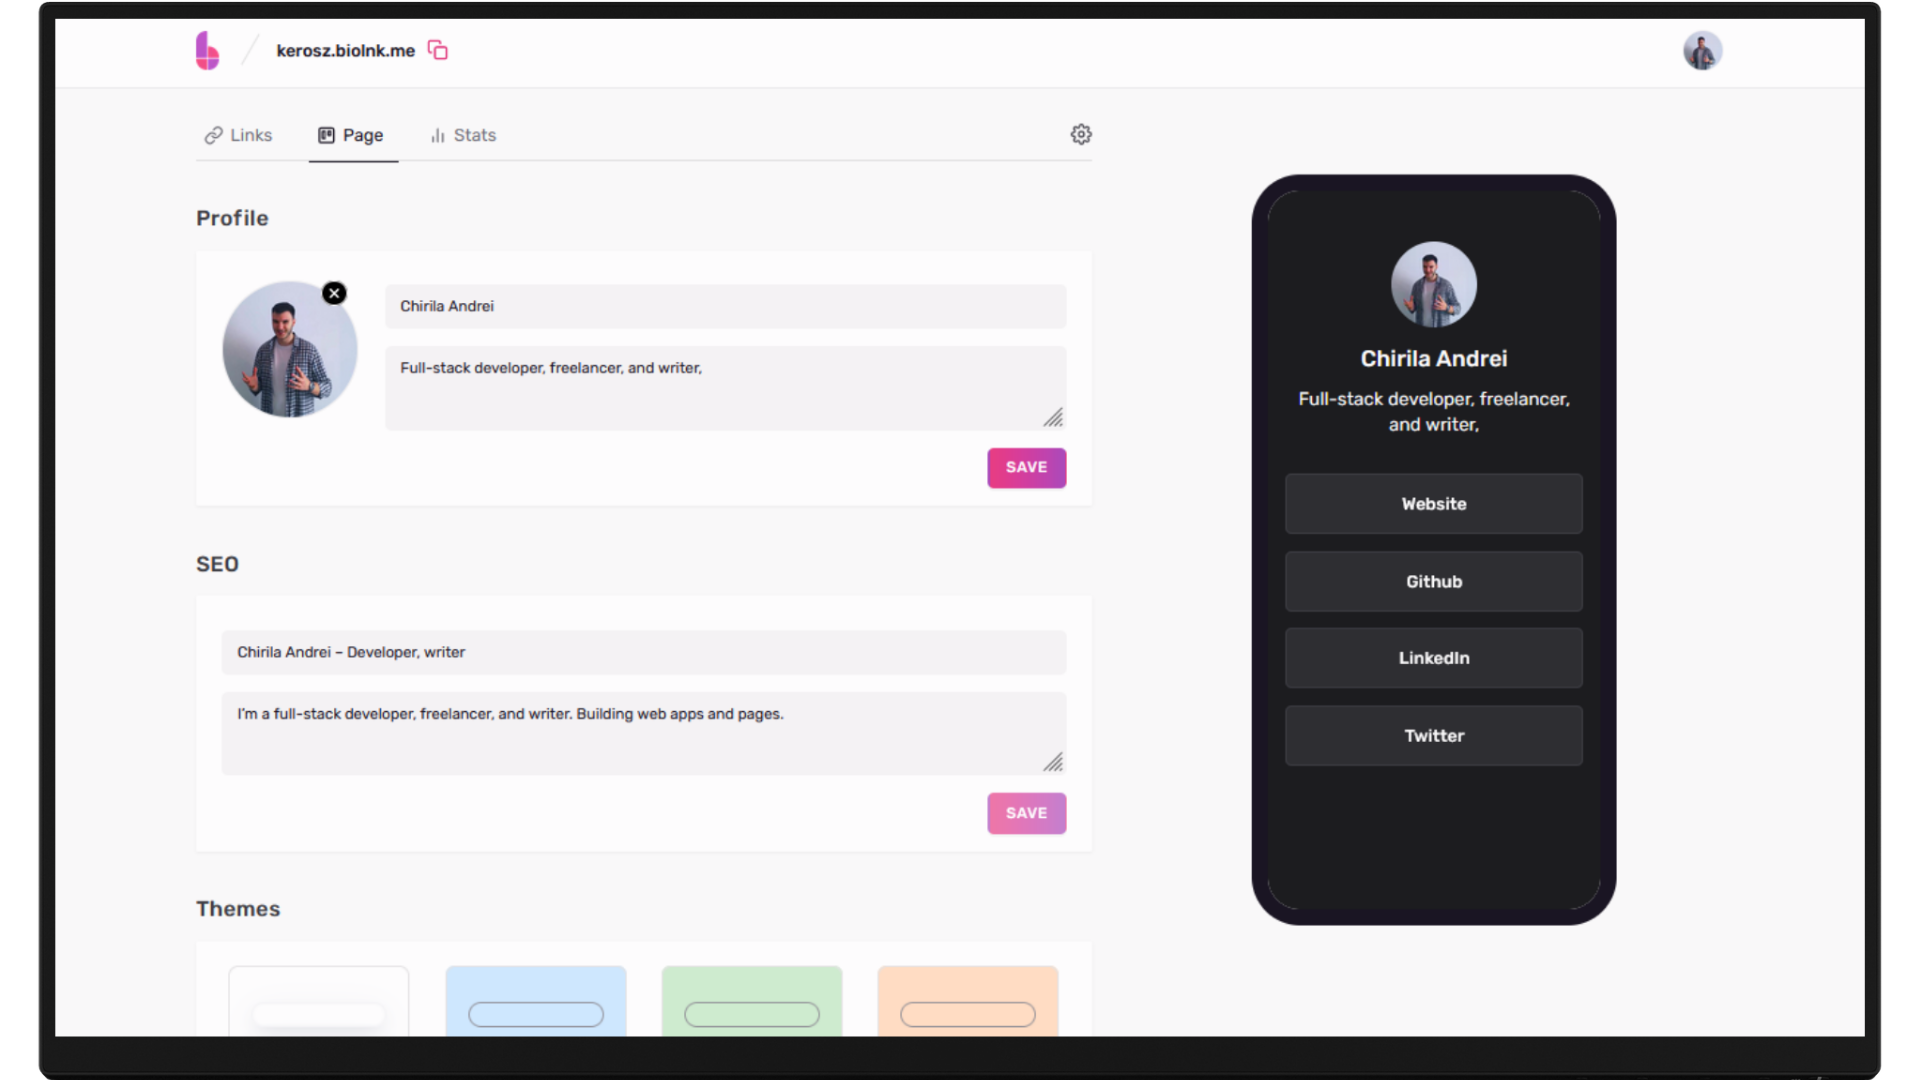 kerosz.biolnk.me
Links
Page
Stats
Profile
Chirila Andrei
Full-stack developer, freelancer, and writer,
SAVE
SEO
Chirila Andrei – Developer, writer
I'm a full-stack developer, freelancer, and writer. Building web apps and pages.
SAVE
Themes
Chirila Andrei
Full-stack developer, freelancer,
and writer,
Website
Github
LinkedIn
Twitter